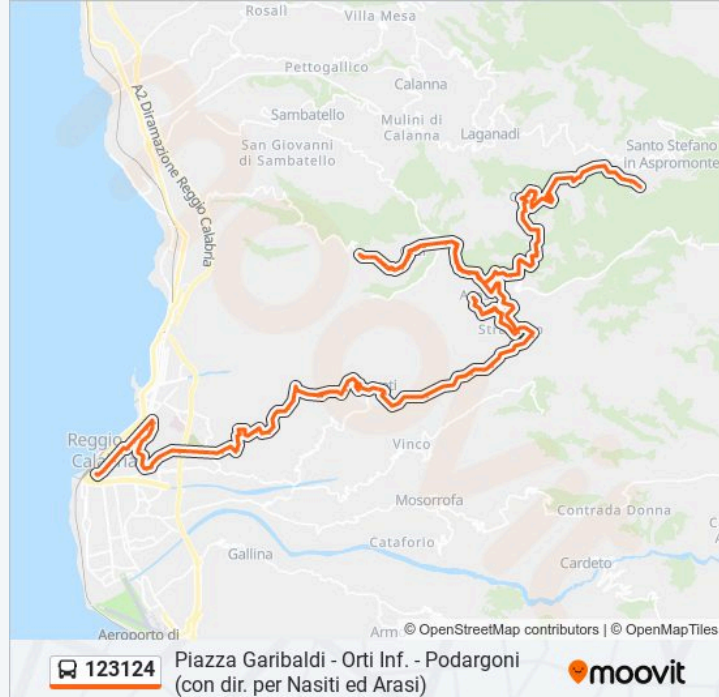 Rosalì
Villa Mesa
Pettogallico
Calanna
A2 Diramazione Reggio Calabria
Sambatello
Mulini di
Calanna
Laganadi
San Giovanni
di Sambatello
Santo Stefano
in Aspromonte
Reggio
Calabria
Vinco
Mosorrofa
Contrada Donna
Cataforio
Gallina
Cardeto
Aeroporto di
Arm
© OpenStreetMap contributors | © OpenMapTiles
123124
Piazza Garibaldi - Orti Inf. - Podargoni
(con dir. per Nasiti ed Arasi)
moovit